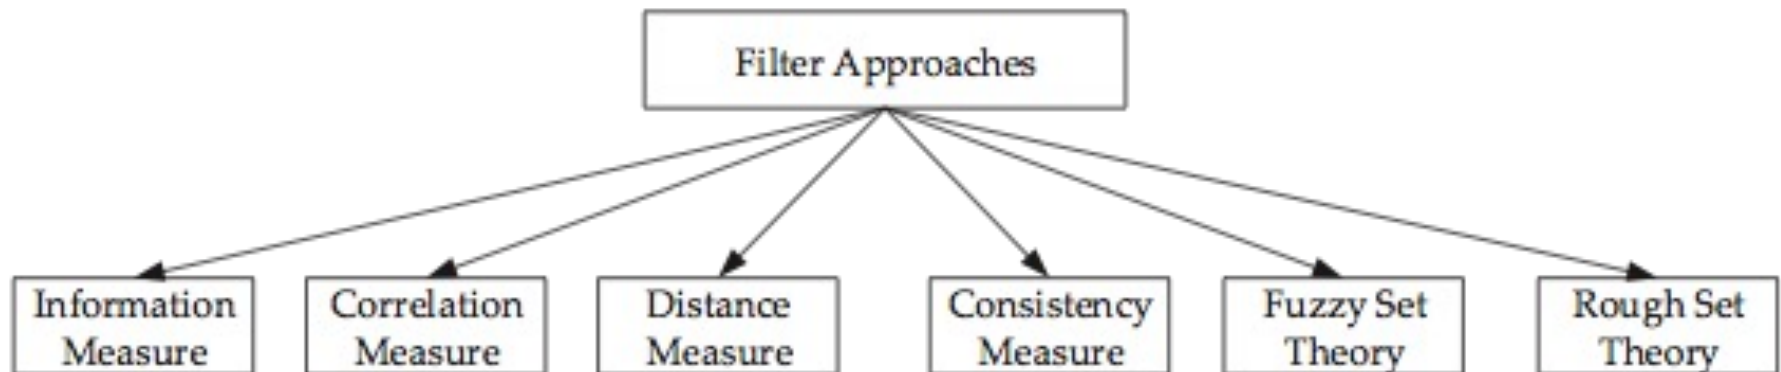 Filter Approaches
Information
Measure
Correlation
Measure
Distance
Measure
Consistency
Measure
Fuzzy Set
Theory
Rough Set
Theory